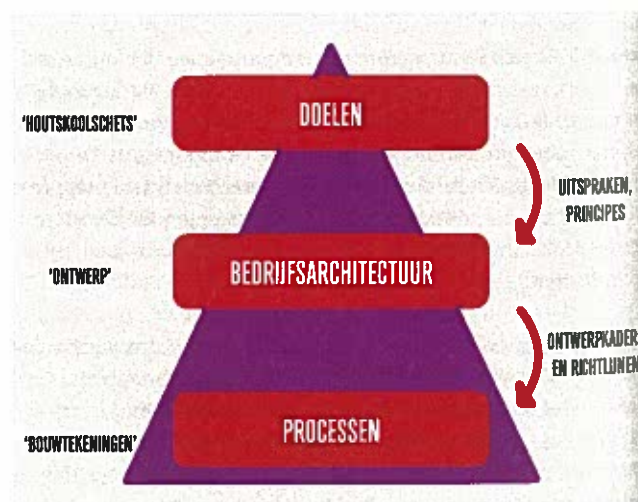 DOELEN
'HOUTSKOOLSCHETS'
UITSPRAKEN,
PRINCIPES
BEDRIJFSARCHITECTUUR
'ONTWERP'
ONTWERPKADER
EN RICHTLIJNEN
PROCESSEN
'BOUWTEKENINGEN'